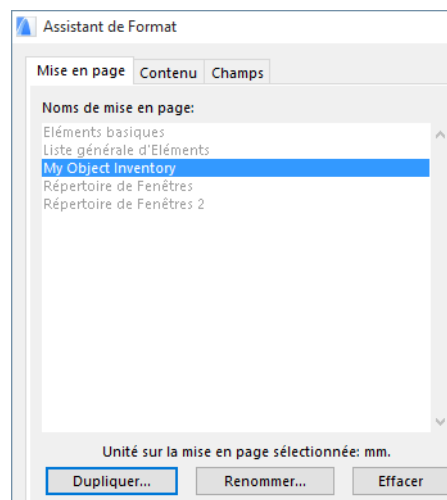 Assistant de Format
Mise en page Contenu Champs
Noms de mise en page:
Eléments basiques
Liste générale d'Eléments
My Object Inventory
Répertoire de Fenêtres
Répertoire de Fenêtres 2
Unité sur la mise en page sélectionnée: mm.
Dupliquer... Renommer... Effacer